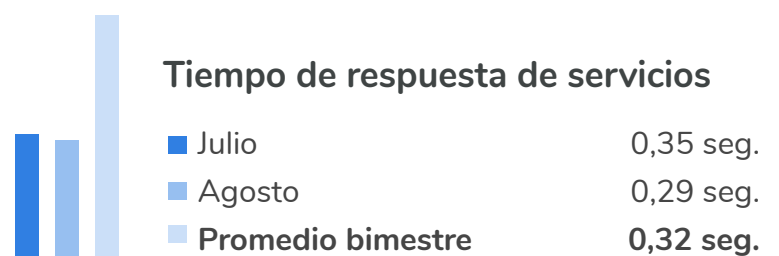 Tiempo de respuesta de servicios
Julio 0,35 seg.
Agosto 0,29 seg.
Promedio bimestre 0,32 seg.